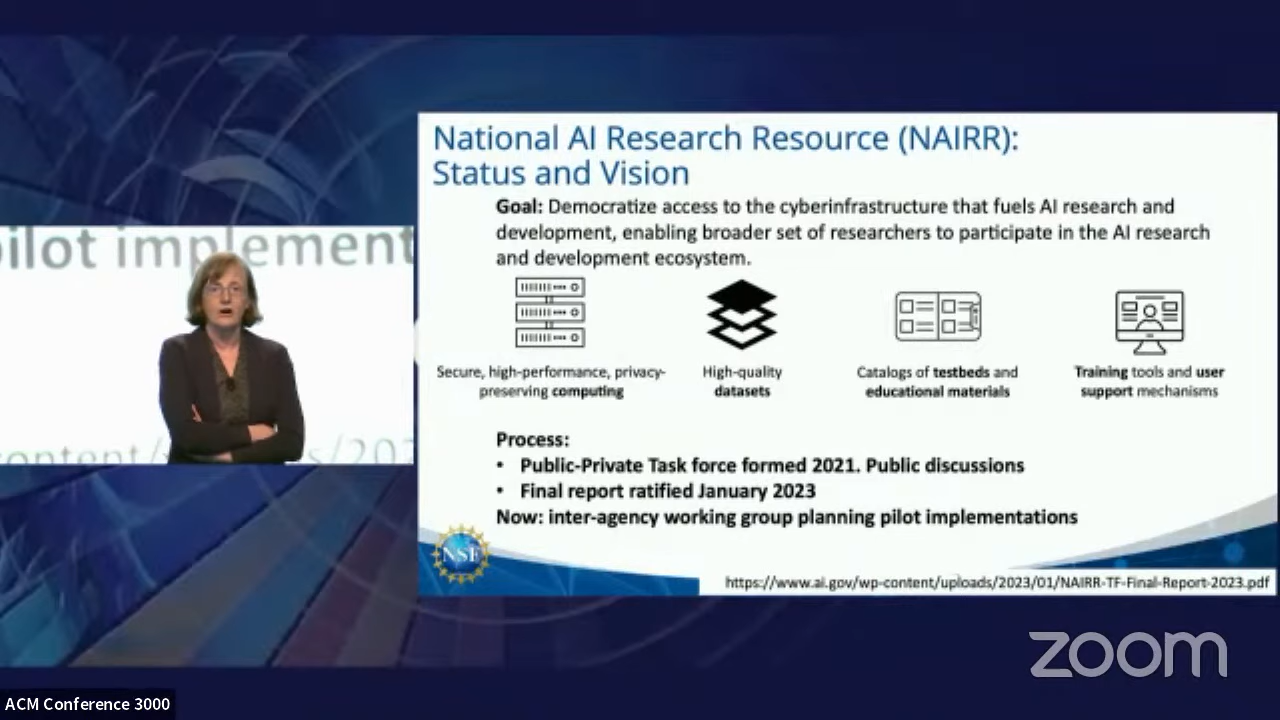 National AI Research Resource (NAIRR):
Status and Vision
Goal: Democratize access to the cyberinfrastructure that fuels AI research and
development, enabling broader set of researchers to participate in the AI research
and development ecosystem.
Secure, high-performance, privacy-
preserving computing
High-quality
datasets
Catalogs of testbeds and
educational materials
Training tools and user
support mechanisms
Process:
• Public-Private Task force formed 2021. Public discussions
• Final report ratified January 2023
Now: inter-agency working group planning pilot implementations
NSF
https://www.ai.gov/wp-content/uploads/2023/01/NAIRR-TF-Final-Report-2023.pdf
pilot implement
content/
s/202
zoom
ACM Conference 3000